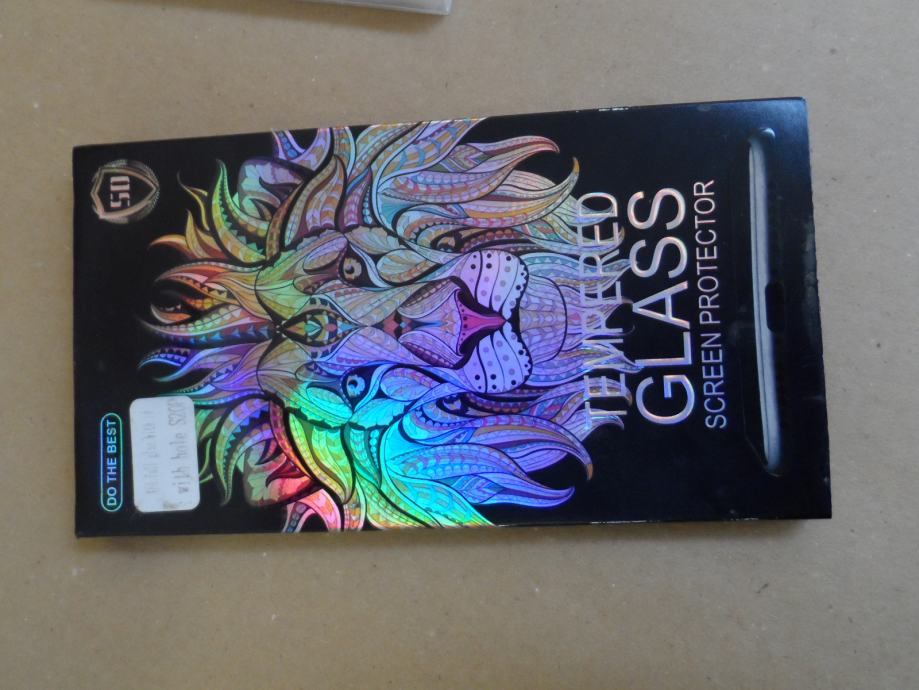 5D
DO THE BEST
with hole S20
TEMPERED
GLASS
SCREEN PROTECTOR